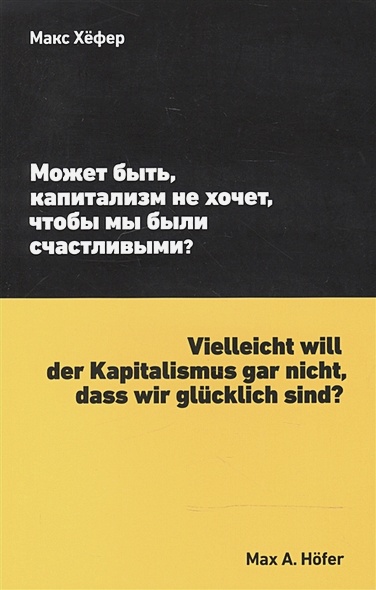 Макс Хёфер
Может быть,
капитализм не хочет,
чтобы мы были
счастливыми?
Vielleicht will
der Kapitalismus gar nicht,
dass wir glücklich sind?
Max A. Höfer